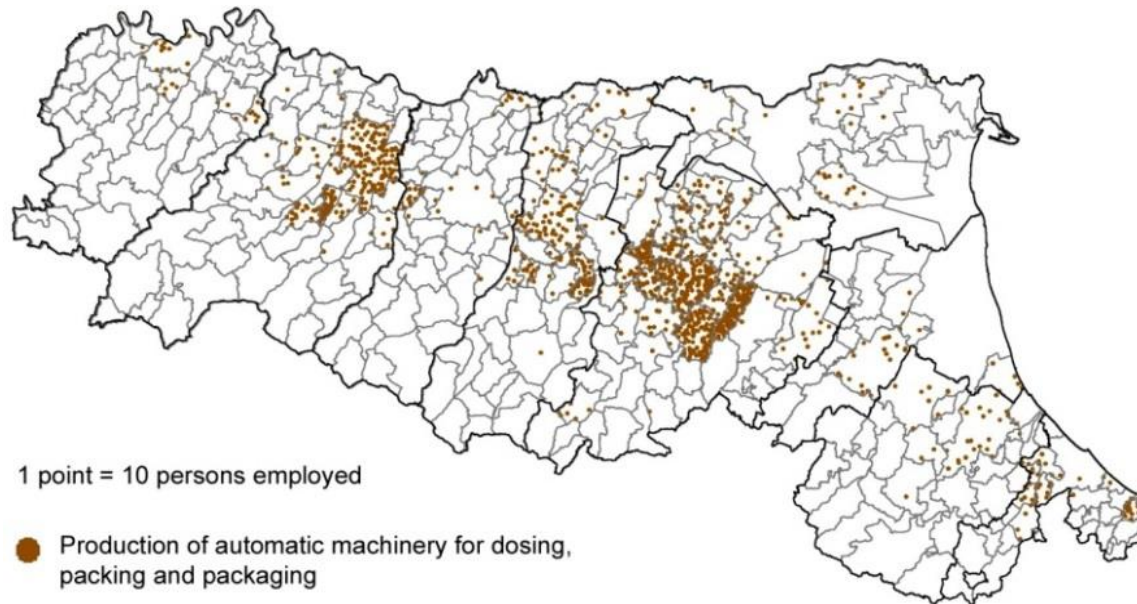 1 point = 10 persons employed
Production of automatic machinery for dosing,
packing and packaging